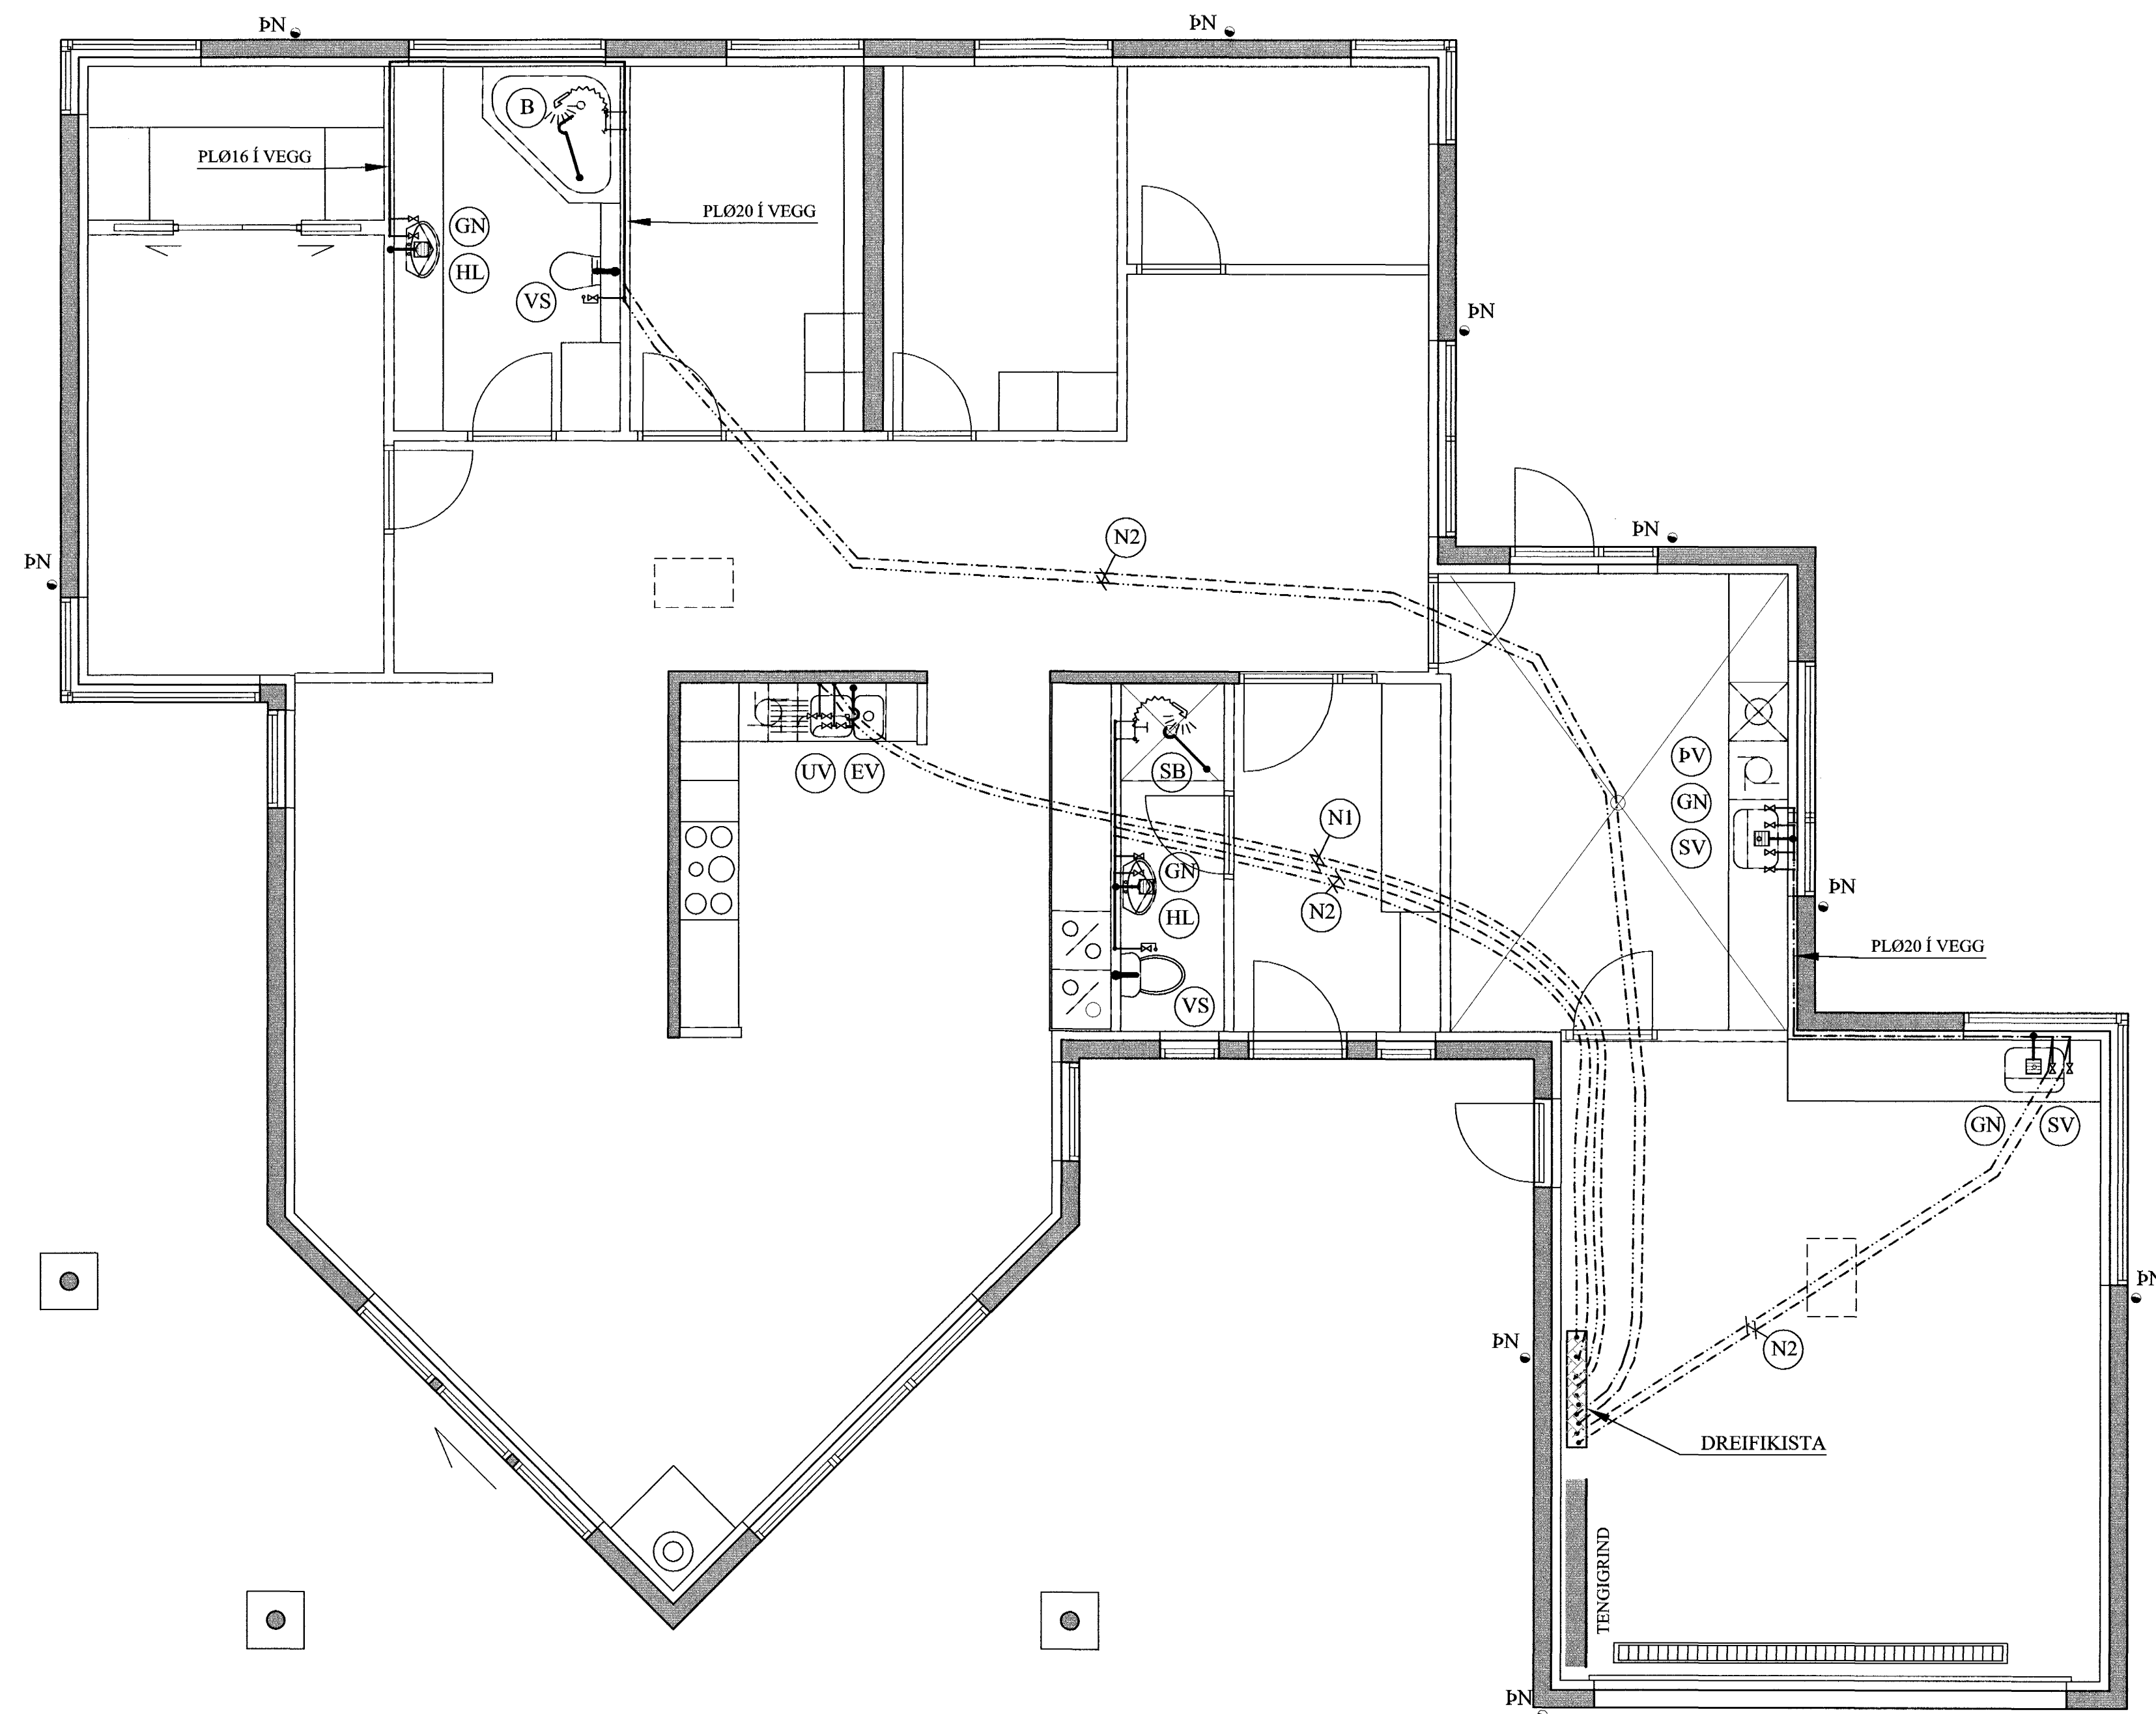 ÞN
ÞN
B
PLØ16 Í VEGG
PLØ20 Í VEGG
GN
HL
VS
ÞN
N2
ÞN
ÞN
UV
EV
SB
ÞV
GN
SV
N1
GN
N2
HL
VS
ÞN
PLØ20 Í VEGG
GN
SV
ÞN
ÞN
N2
DREIFIKISTA
TENGIGRIND
ÞN